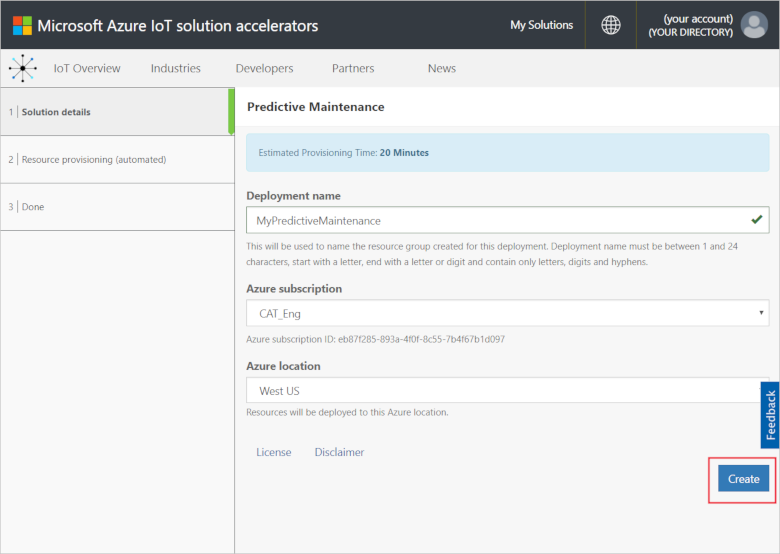 Microsoft Azure IoT solution accelerators
My Solutions
(your account)
(YOUR DIRECTORY)
IoT Overview
Industries
Developers
Partners
News
1 Solution details
2 Resource provisioning (automated)
3 Done
Predictive Maintenance
Estimated Provisioning Time: 20 Minutes
Deployment name
MyPredictiveMaintenance
This will be used to name the resource group created for this deployment. Deployment name must be between 1 and 24
characters, start with a letter, end with a letter or digit and contain only letters, digits and hyphens.
Azure subscription
CAT_Eng
Azure subscription ID: eb87f285-893a-4f0f-8c55-7b4f67b1d097
Azure location
West US
Resources will be deployed to this Azure location.
Feedback
License
Disclaimer
Create